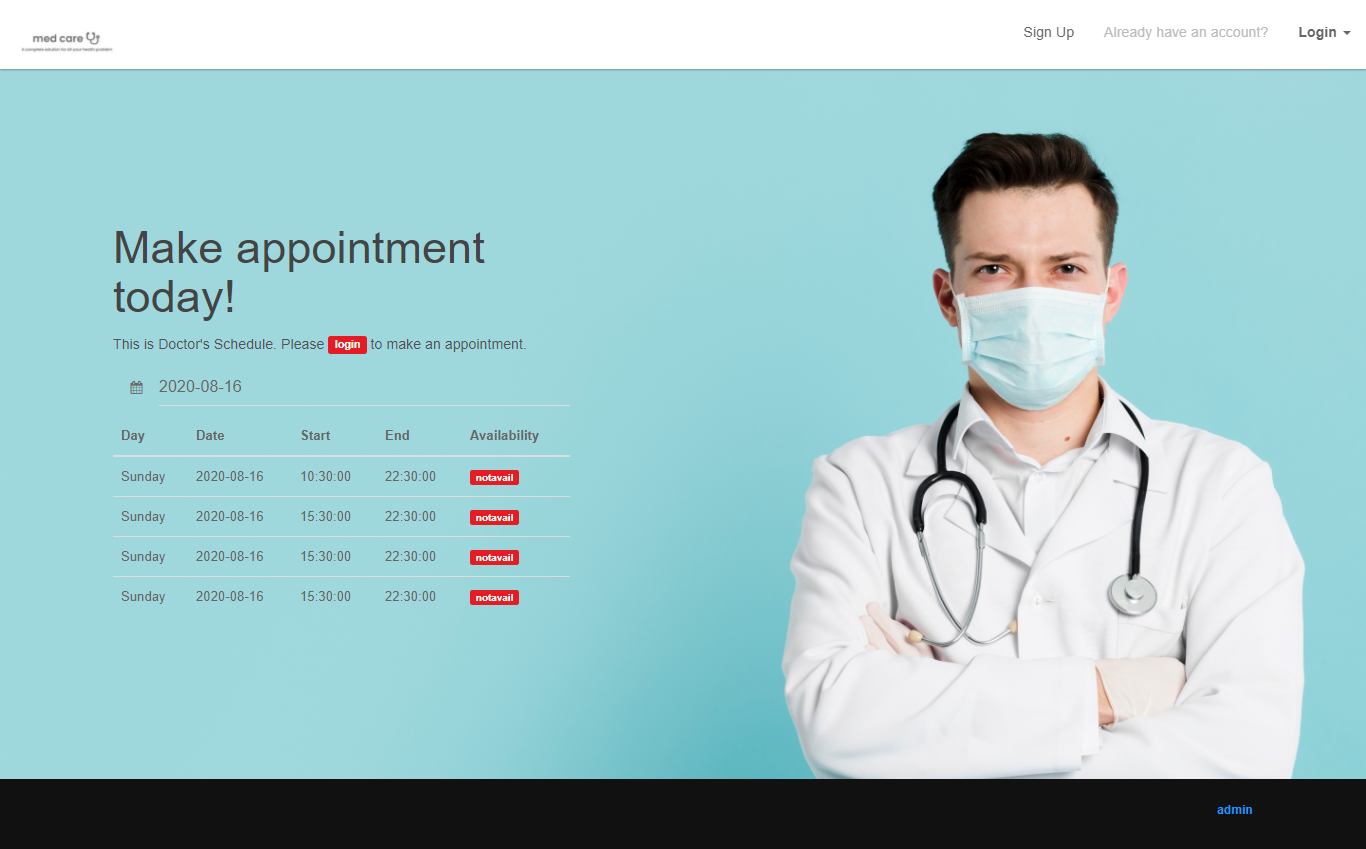 med care
A complete solution for all your health problem
Sign Up
Already have an account?
Login
Make appointment
today!
This is Doctor's Schedule. Please login to make an appointment.
2020-08-16
Day Date Start End Availability
Sunday 2020-08-16 10:30:00 22:30:00 notavail
Sunday 2020-08-16 15:30:00 22:30:00 notavail
Sunday 2020-08-16 15:30:00 22:30:00 notavail
Sunday 2020-08-16 15:30:00 22:30:00 notavail
admin